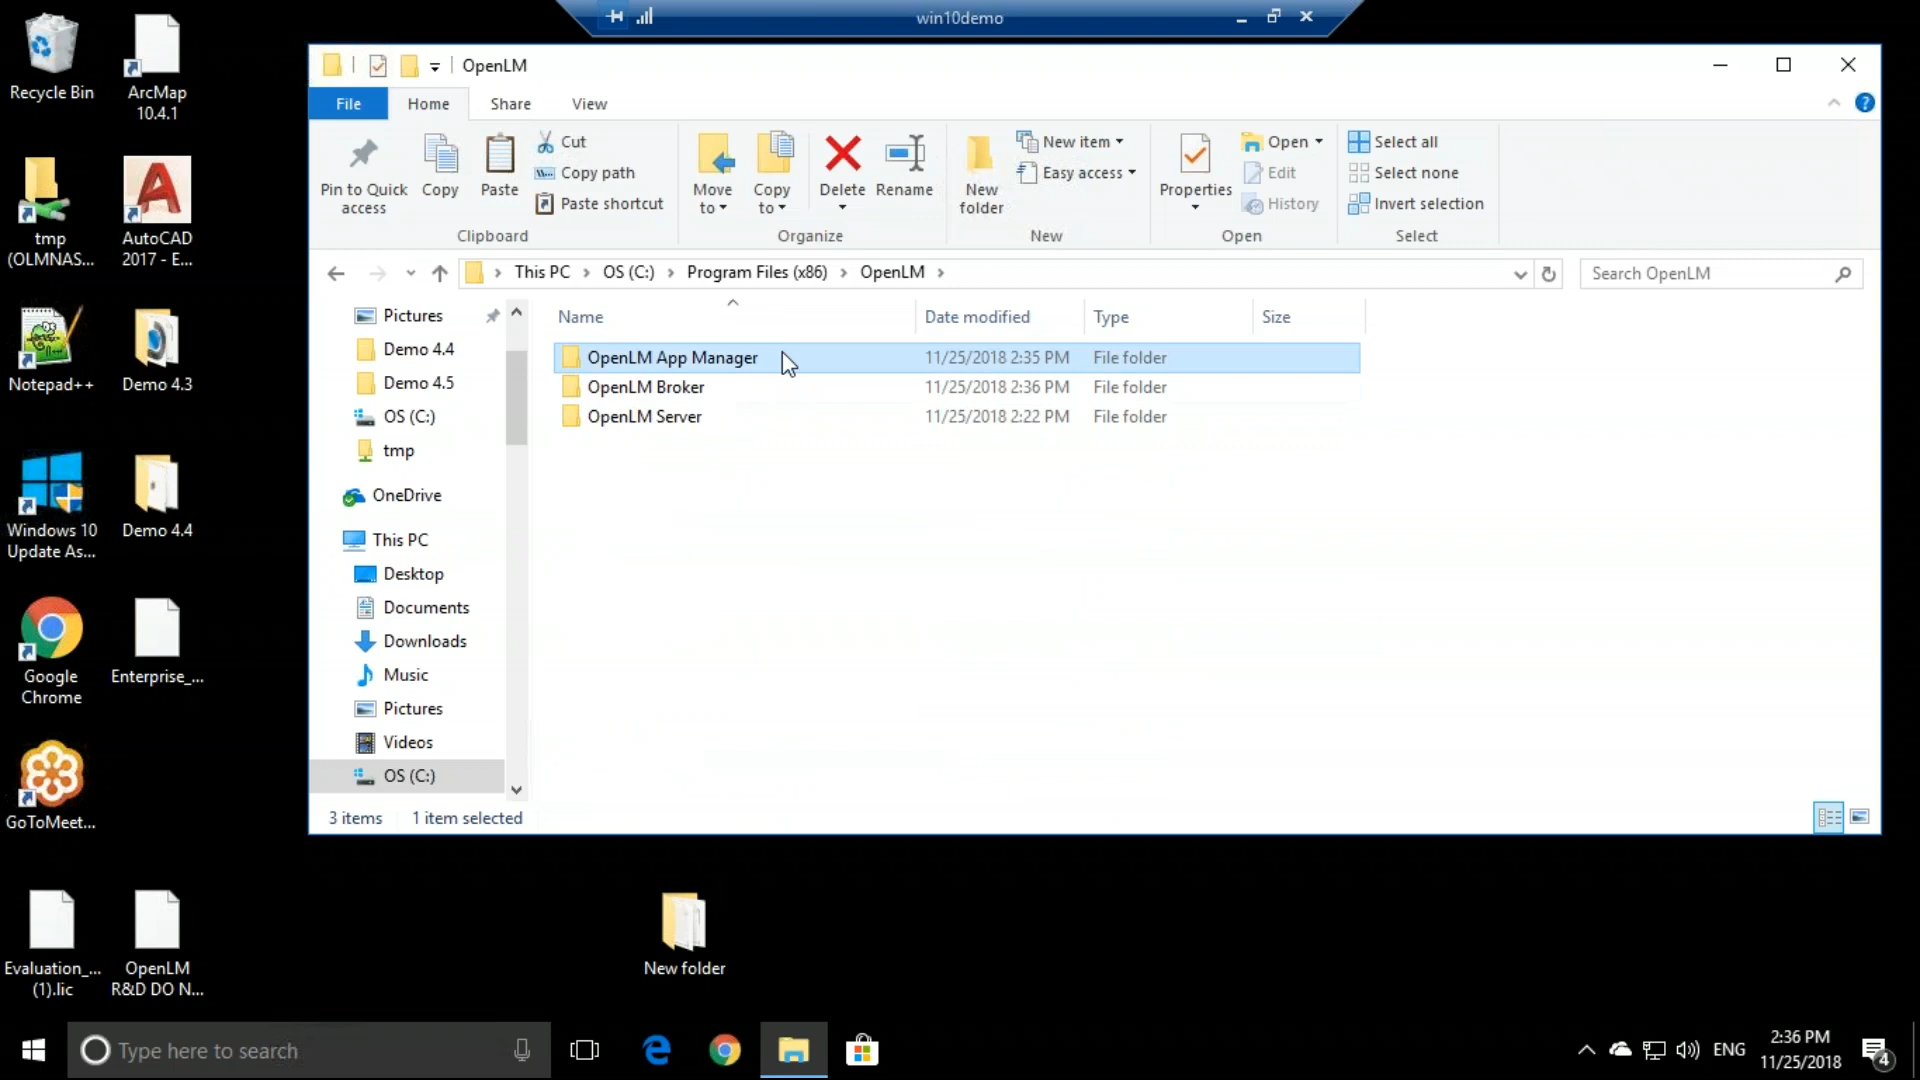 win10demo
Recycle Bin
ArcMap
10.4.1
tmp
(OLMNAS...
AutoCAD
2017 - E...
Notepad++
Demo 4.3
Windows 10
Update As...
Demo 4.4
Google
Chrome
Enterprise_...
GoToMeet...
Evaluation_...
(1).lic
OpenLM
R&D DO N...
New folder
OpenLM
File
Home
Share
View
Pin to Quick
access
Copy
Paste
Cut
Copy path
Paste shortcut
Clipboard
Move
to
Copy
to
Delete
Rename
Organize
New
folder
New item
Easy access
New
Properties
Open
Edit
History
Open
Select all
Select none
Invert selection
Select
This PC > OS (C:) > Program Files (x86) > OpenLM >
Search OpenLM
Pictures
Demo 4.4
Demo 4.5
OS (C:)
tmp
OneDrive
This PC
Desktop
Documents
Downloads
Music
Pictures
Videos
OS (C:)
Name Date modified Type Size
OpenLM App Manager 11/25/2018 2:35 PM File folder
OpenLM Broker 11/25/2018 2:36 PM File folder
OpenLM Server 11/25/2018 2:22 PM File folder
3 items 1 item selected
Type here to search
ENG
2:36 PM
11/25/2018
4